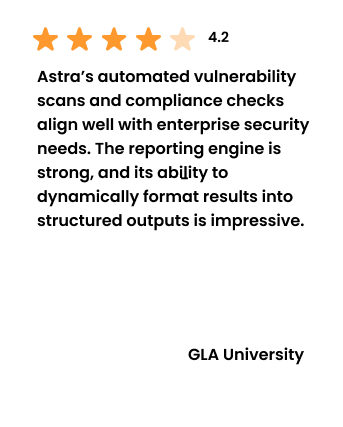 4.2
Astra’s automated vulnerability
scans and compliance checks
align well with enterprise security
needs. The reporting engine is
strong, and its ability to
dynamically format results into
structured outputs is impressive.
GLA University